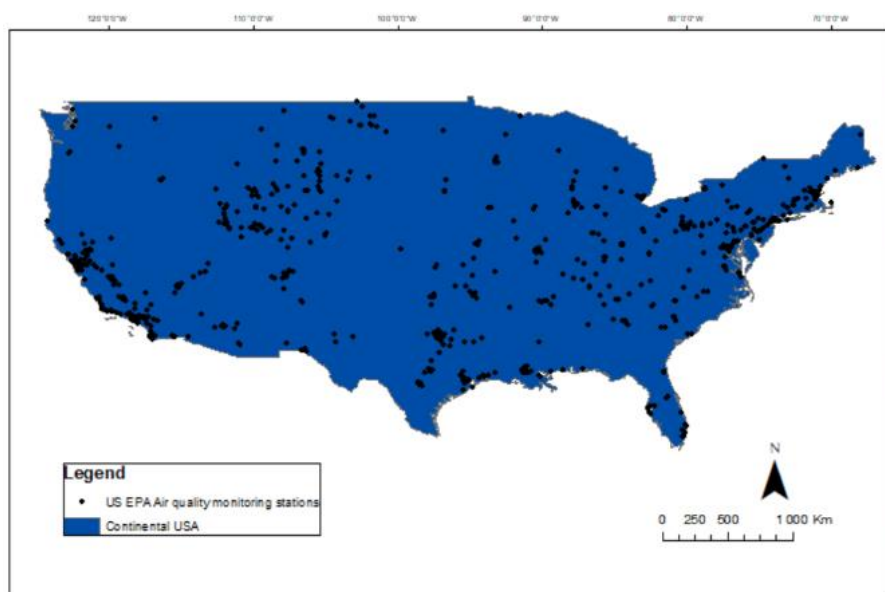 120°0'0"W 110°0'0"W 100°0'0"W 90°0'0"W 80°0'0"W 70°0'0"W
N
Legend
US EPA Air quality monitoring stations
Continental USA
0 250 500 1 000 Km